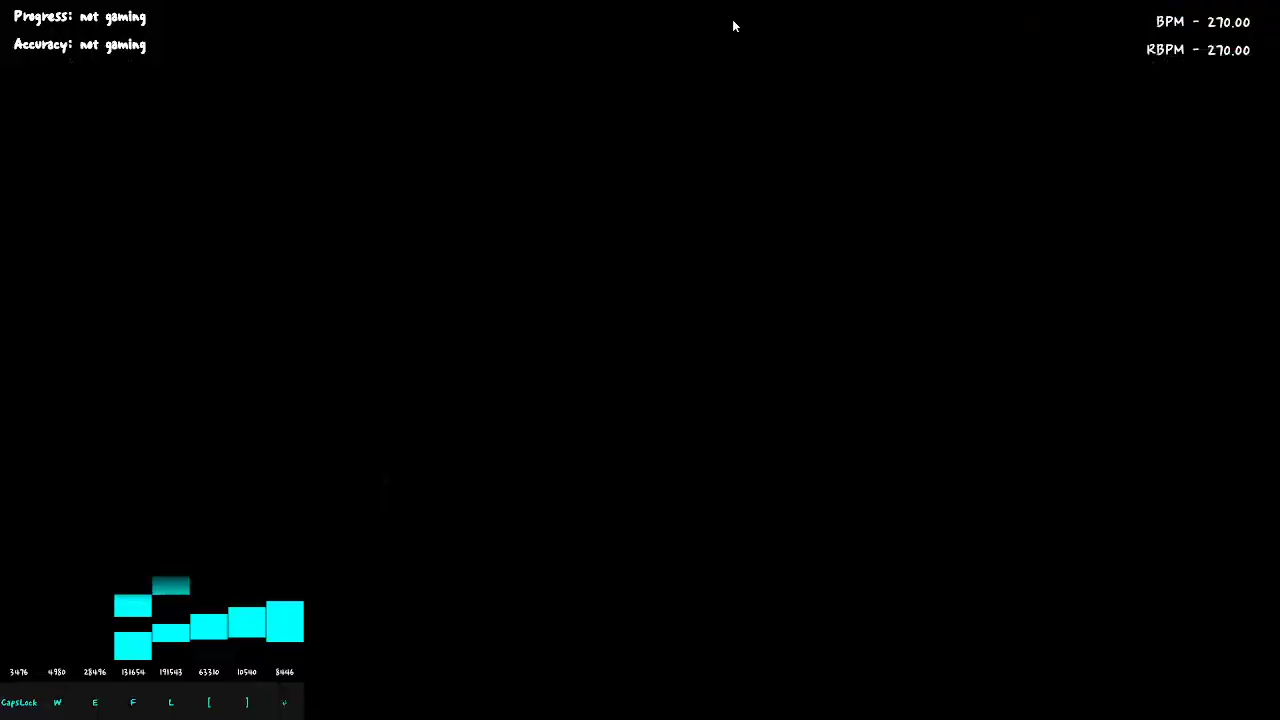 Progress: not gaming
Accuracy: not gaming
BPM - 270.00
RBPM - 270.00
3476 4980 28496 131654 191543 63310 10540 8446
CapsLock W E F L [ ]